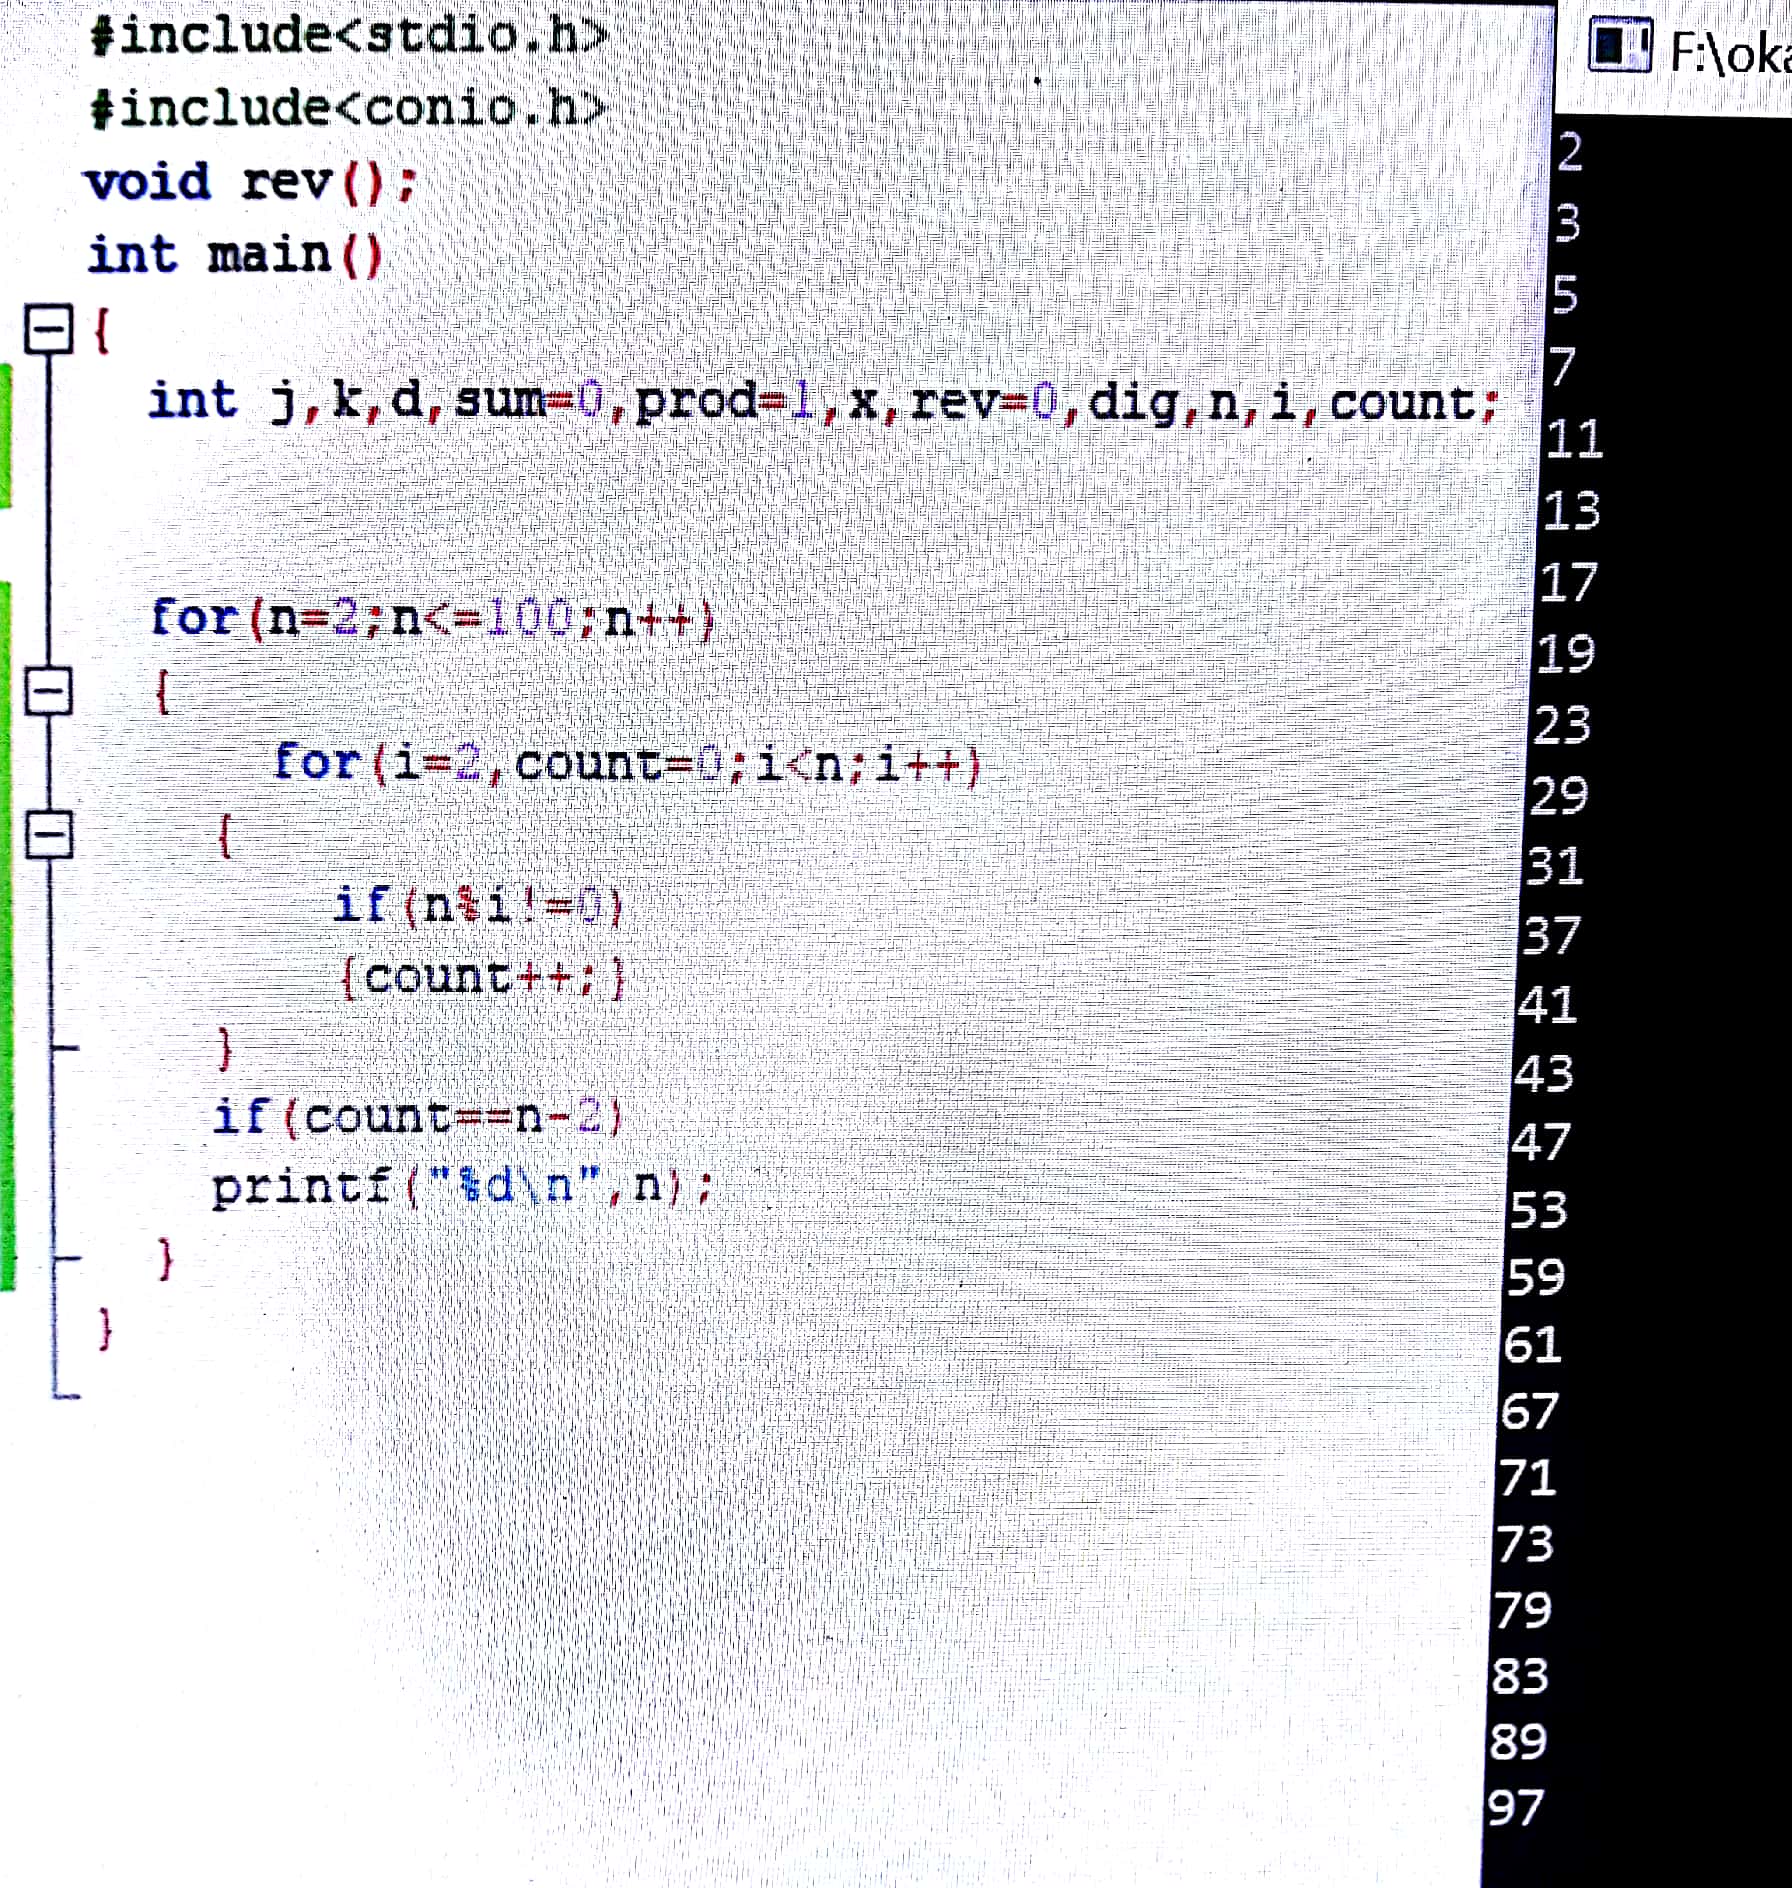 #include<stdio.h>
#include<conio.h>
void rev();
int main()
{
int j,k,d,sum=0,prod=1,x,rev=0,dig,n,i,count;
for(n=2;n<=100;n++)
{
for(i=2,count=0;i<n;i++)
{
if(n%i!=0)
{count++;}
}
if(count==n-2)
printf("%d\n",n);
}
}
F:\ok
2
3
5
7
11
13
17
19
23
29
31
37
41
43
47
53
59
61
67
71
73
79
83
89
97